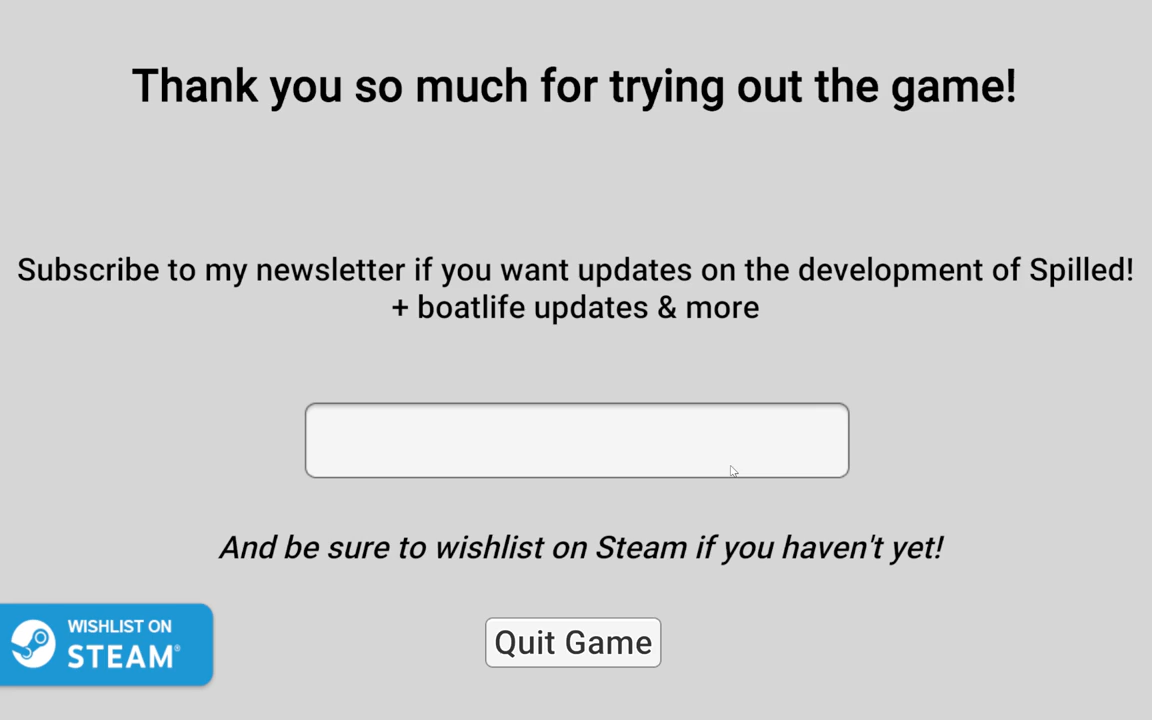 Thank you so much for trying out the game!
Subscribe to my newsletter if you want updates on the development of Spilled!
+ boatlife updates & more
And be sure to wishlist on Steam if you haven't yet!
WISHLIST ON
STEAM®
Quit Game